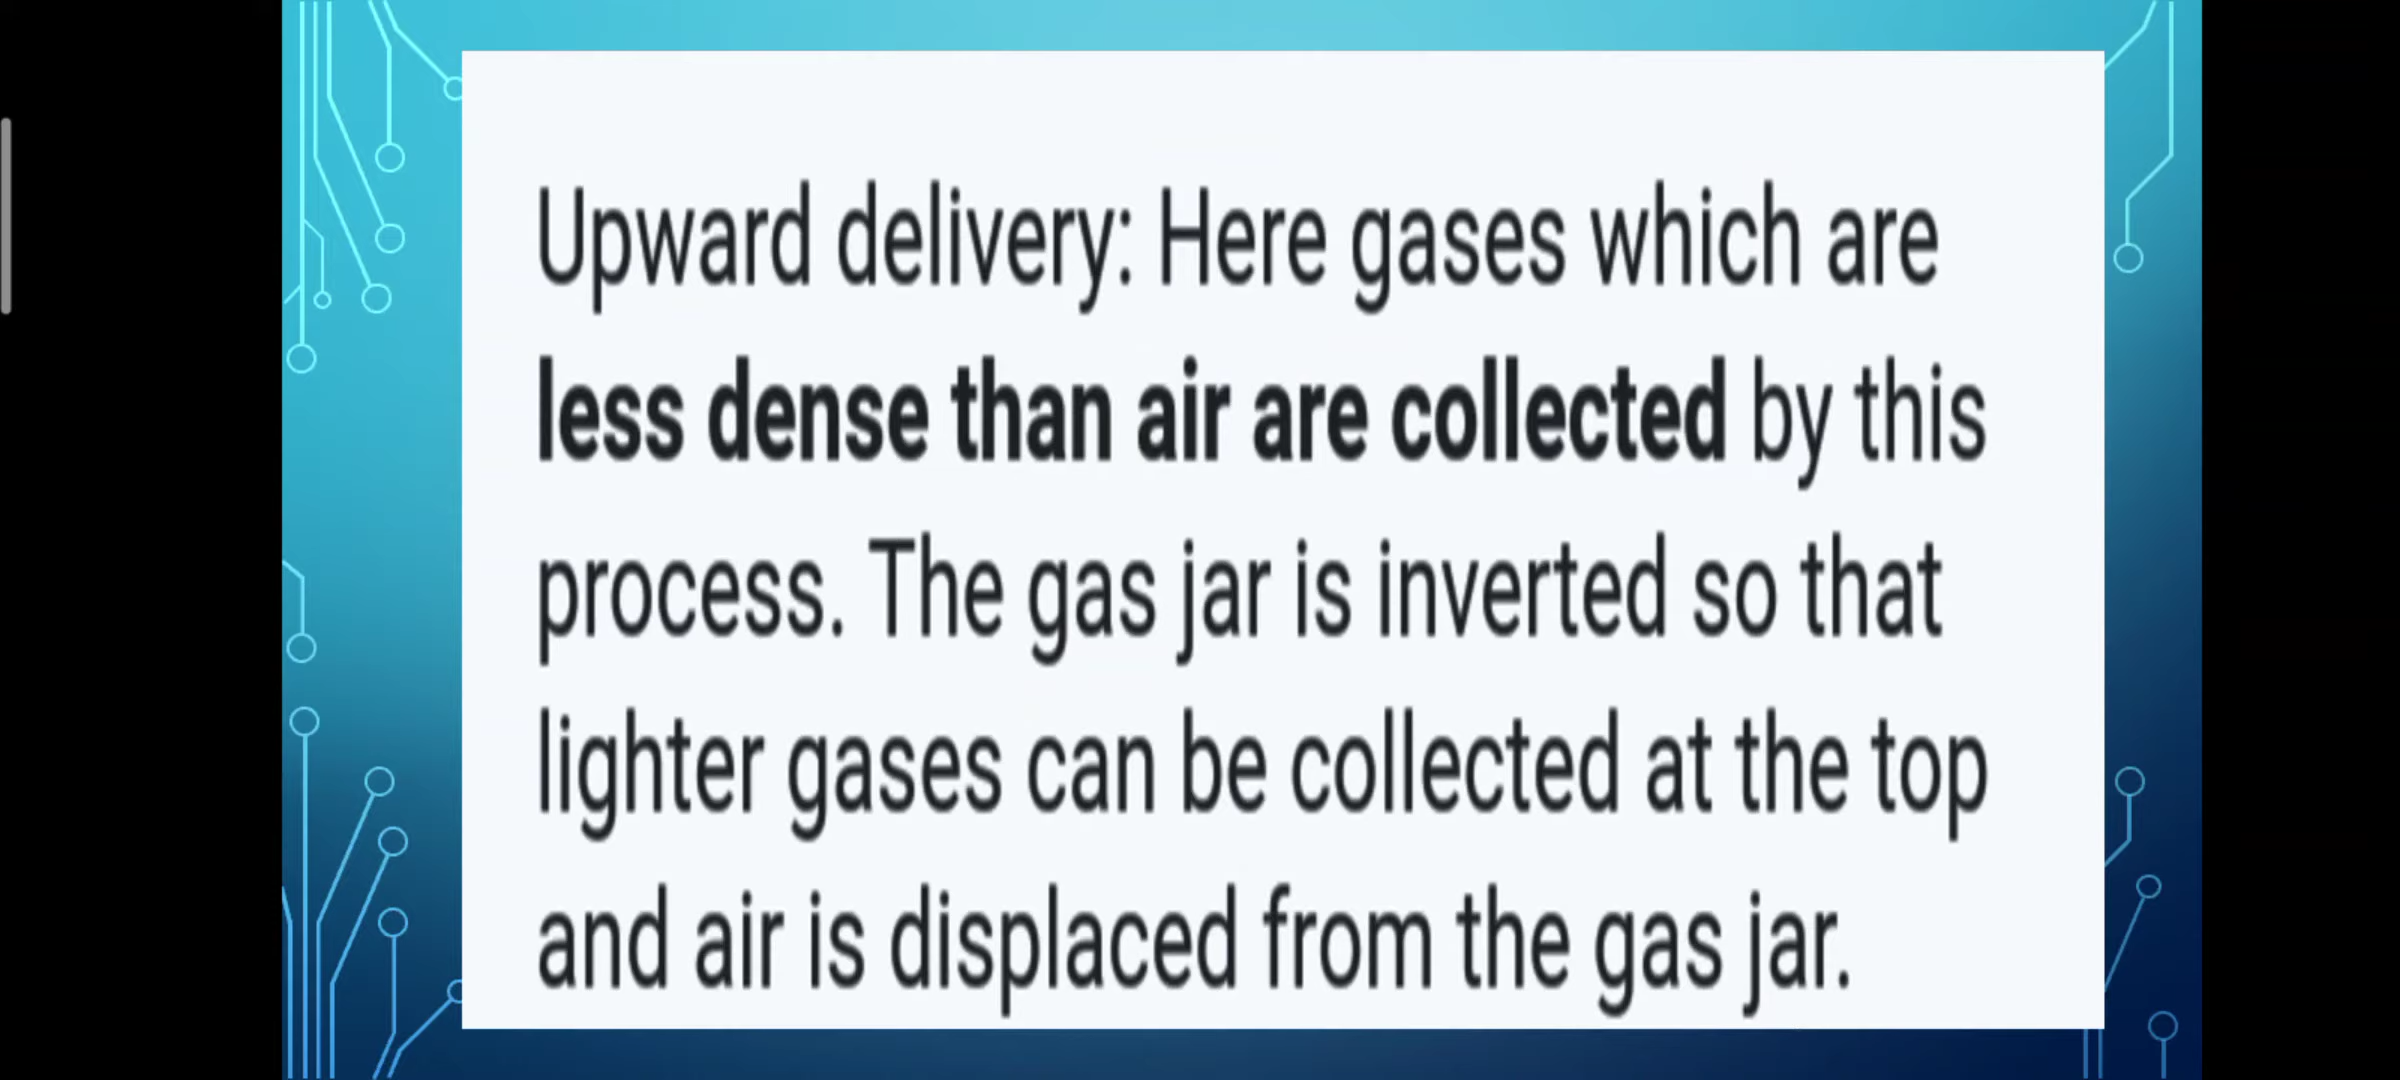 Upward delivery: Here gases which are
less dense than air are collected by this
process. The gas jar is inverted so that
lighter gases can be collected at the top
and air is displaced from the gas jar.